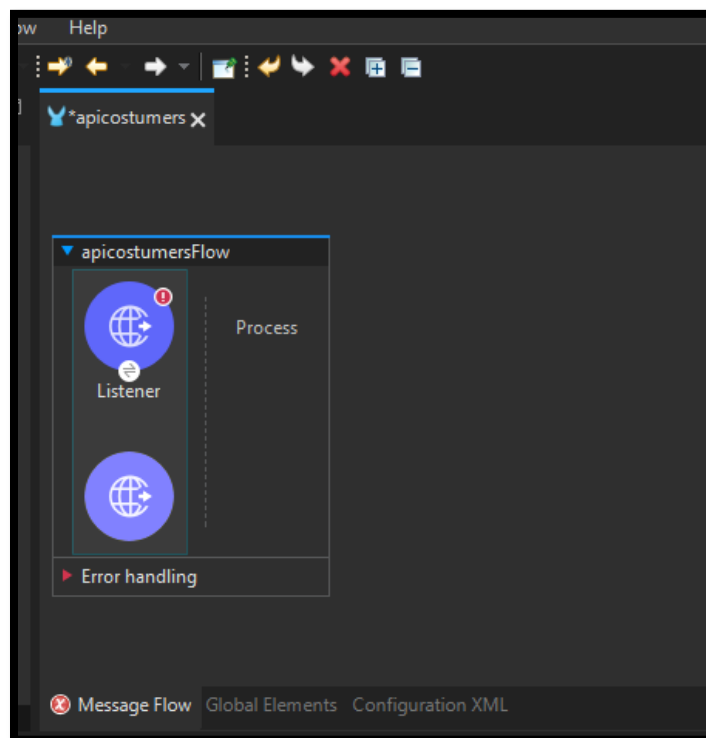 Help
*apicostumers
apicostumersFlow
Process
Listener
Error handling
Message Flow Global Elements Configuration XML